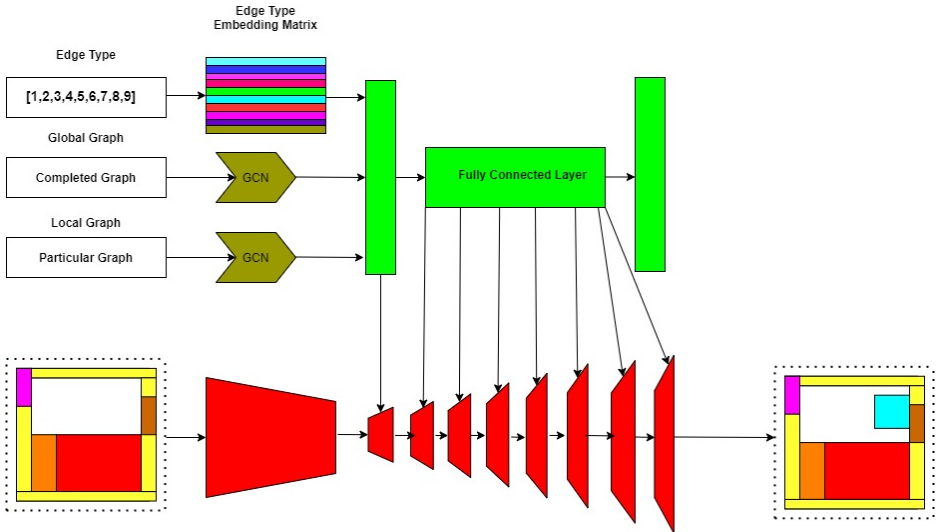 Edge Type
Embedding Matrix
Edge Type
[1,2,3,4,5,6,7,8,9]
Global Graph
Completed Graph
GCN
Fully Connected Layer
Local Graph
Particular Graph
GCN